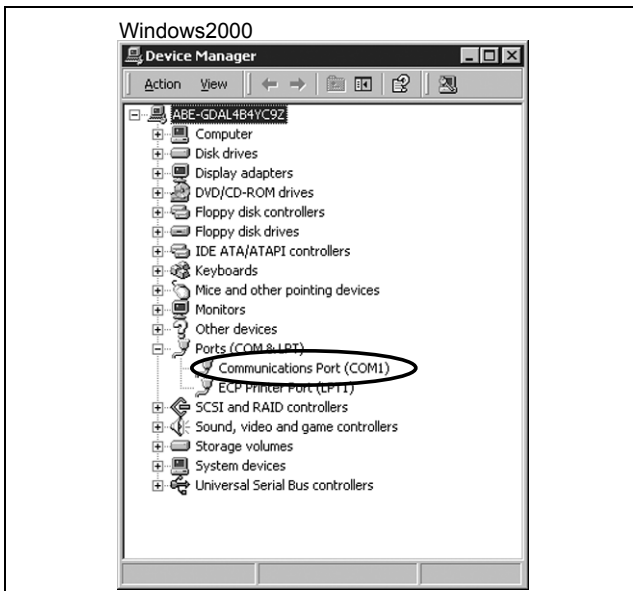 Windows2000
Device Manager
Action View
ABE-GDAL4B4YC9Z
Computer
Disk drives
Display adapters
DVD/CD-ROM drives
Floppy disk controllers
Floppy disk drives
IDE ATA/ATAPI controllers
Keyboards
Mice and other pointing devices
Monitors
Other devices
Ports (COM & LPT)
Communications Port (COM1)
ECP Printer Port (LPT1)
SCSI and RAID controllers
Sound, video and game controllers
Storage volumes
System devices
Universal Serial Bus controllers